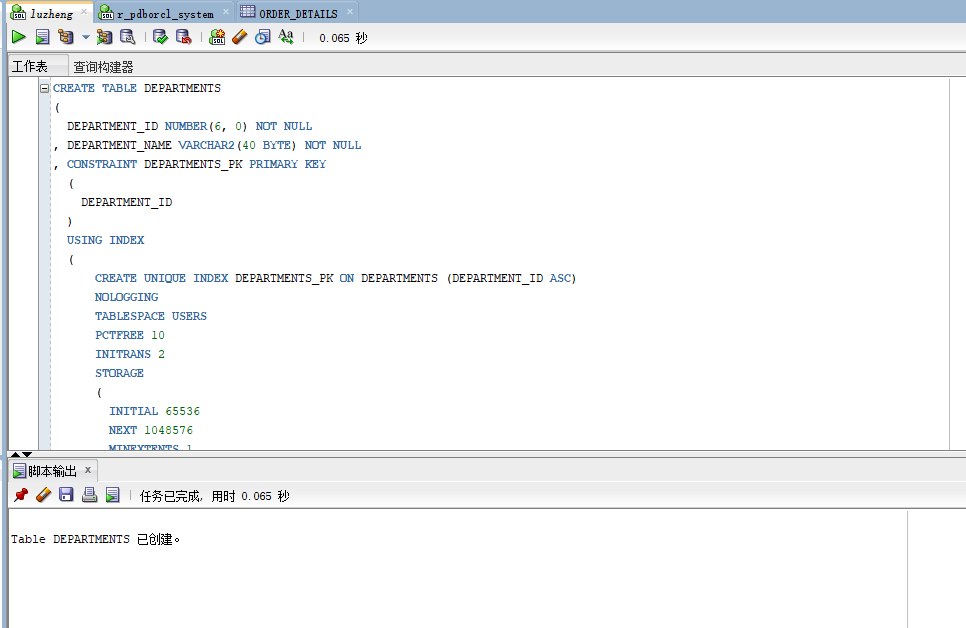 luzheng r_pdborcl_system ORDER_DETAILS
0.065 秒
工作表 查询构建器
CREATE TABLE DEPARTMENTS
(
DEPARTMENT_ID NUMBER(6, 0) NOT NULL
, DEPARTMENT_NAME VARCHAR2(40 BYTE) NOT NULL
, CONSTRAINT DEPARTMENTS_PK PRIMARY KEY
(
DEPARTMENT_ID
)
USING INDEX
(
CREATE UNIQUE INDEX DEPARTMENTS_PK ON DEPARTMENTS (DEPARTMENT_ID ASC)
NOLOGGING
TABLESPACE USERS
PCTFREE 10
INITRANS 2
STORAGE
(
INITIAL 65536
NEXT 1048576
MINEXTENTS 1
脚本输出
任务已完成, 用时 0.065 秒
Table DEPARTMENTS 已创建。